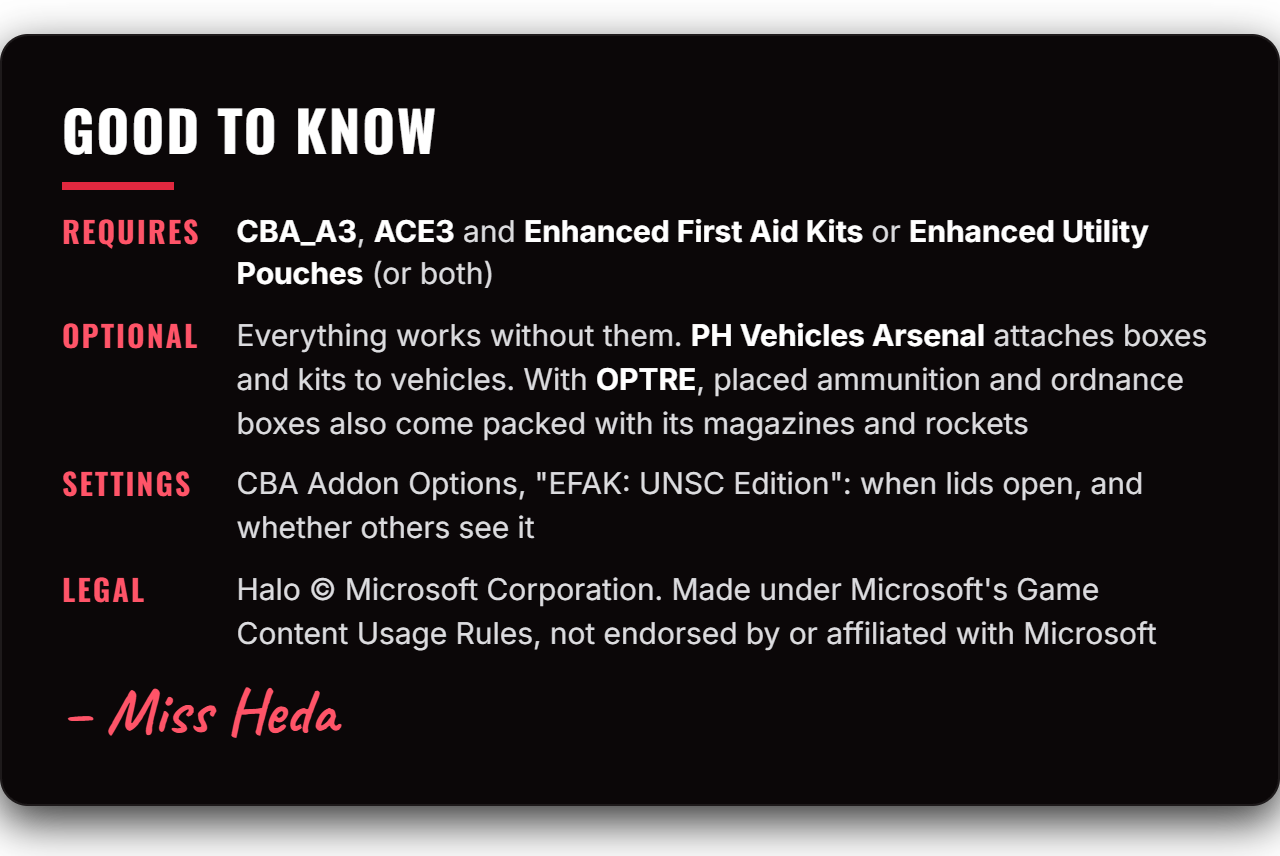 GOOD TO KNOW
REQUIRES CBA_A3, ACE3 and Enhanced First Aid Kits or Enhanced Utility
Pouches (or both)
OPTIONAL Everything works without them. PH Vehicles Arsenal attaches boxes
and kits to vehicles. With OPTRE, placed ammunition and ordnance
boxes also come packed with its magazines and rockets
SETTINGS CBA Addon Options, "EFAK: UNSC Edition": when lids open, and
whether others see it
LEGAL Halo © Microsoft Corporation. Made under Microsoft's Game
Content Usage Rules, not endorsed by or affiliated with Microsoft
– Miss Heda